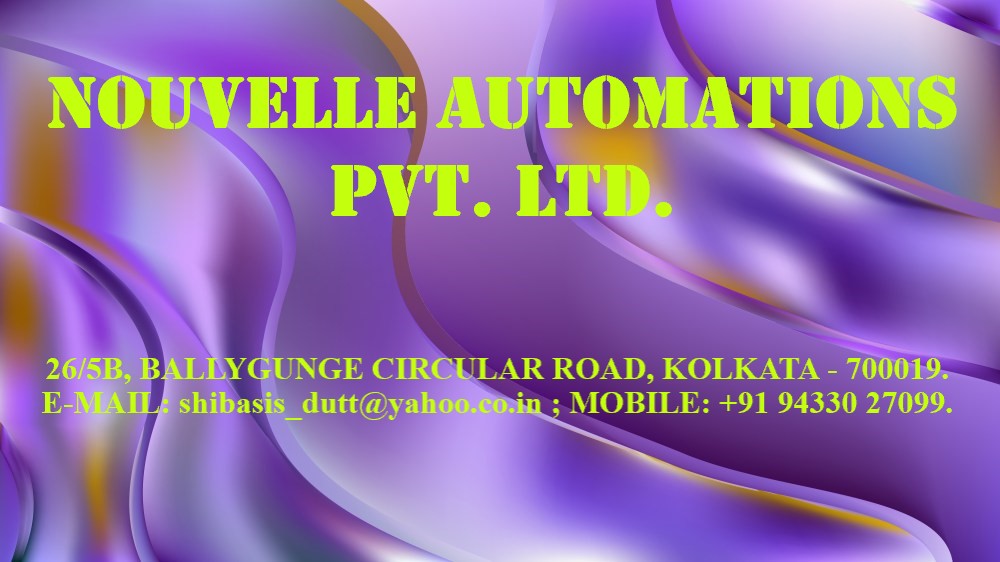 NOUVELLE AUTOMATIONS
PVT. LTD.
26/5B, BALLYGUNGE CIRCULAR ROAD, KOLKATA - 700019.
E-MAIL: shibasis_dutt@yahoo.co.in ; MOBILE: +91 94330 27099.